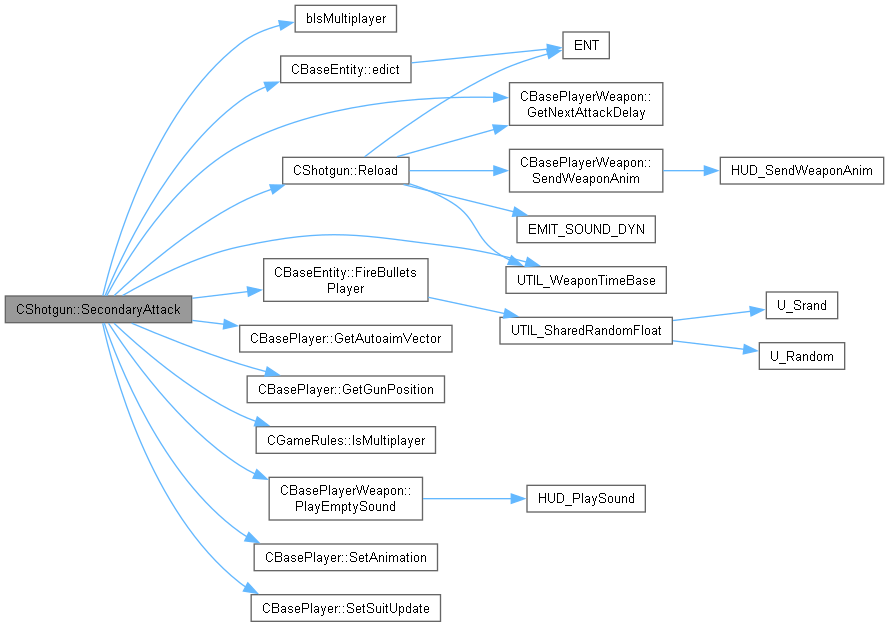 bIsMultiplayer
ENT
CBaseEntity::edict
CBasePlayerWeapon::
GetNextAttackDelay
CShotgun::Reload
CBasePlayerWeapon::
SendWeaponAnim
HUD_SendWeaponAnim
EMIT_SOUND_DYN
CBaseEntity::FireBullets
Player
UTIL_WeaponTimeBase
CShotgun::SecondaryAttack
U_Srand
UTIL_SharedRandomFloat
CBasePlayer::GetAutoaimVector
U_Random
CBasePlayer::GetGunPosition
CGameRules::IsMultiplayer
CBasePlayerWeapon::
PlayEmptySound
HUD_PlaySound
CBasePlayer::SetAnimation
CBasePlayer::SetSuitUpdate